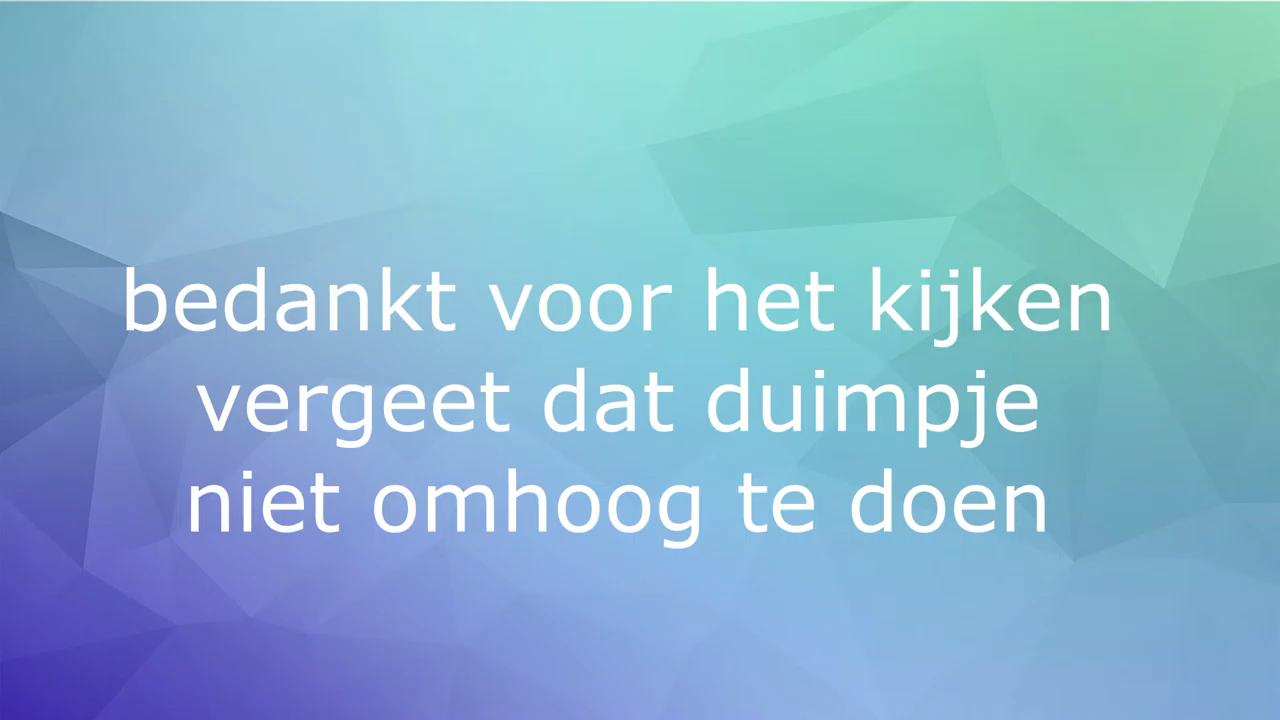 bedankt voor het kijken
vergeet dat duimpje
niet omhoog te doen